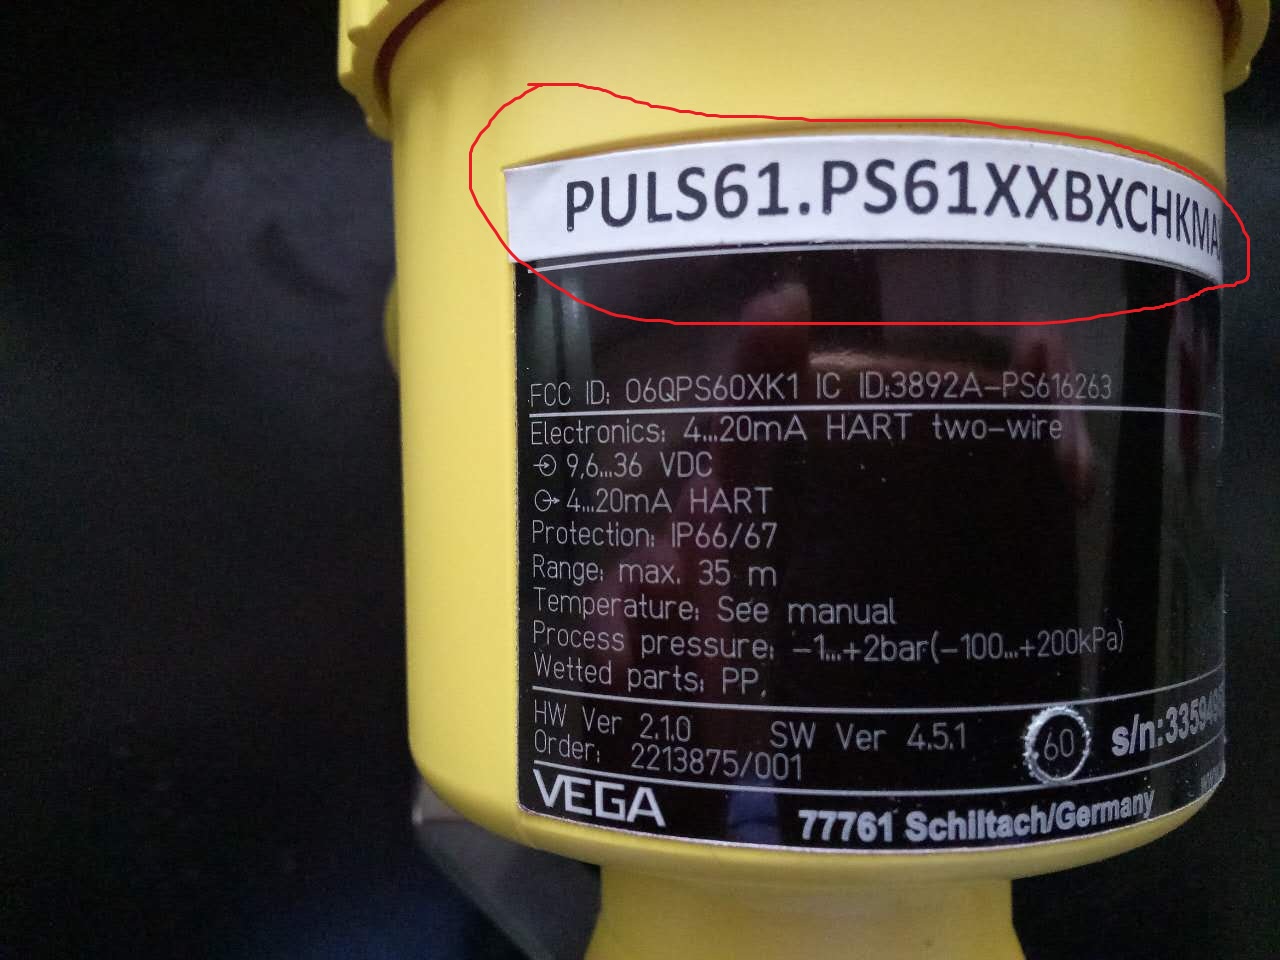 PULS61.PS61XXBXCHKMA
FCC ID: O6QPS60XK1 IC ID:3892A-PS616263
Electronics: 4...20mA HART two-wire
9,6...36 VDC
4...20mA HART
Protection: IP66/67
Range: max. 35 m
Temperature: See manual
Process pressure: -1...+2bar(-100...+200kPa)
Wetted parts: PP,
HW Ver 2.1.0 SW Ver 4.5.1 60 s/n:
Order: 2213875/001
VEGA 77761 Schiltach/Germany